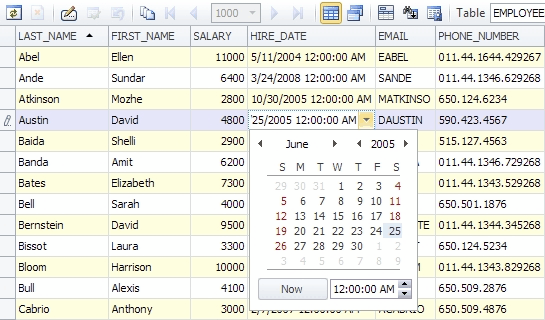 1000 Table EMPLOYEE
LAST_NAME FIRST_NAME SALARY HIRE_DATE EMAIL PHONE_NUMBER
Abel Ellen 11000 5/11/2004 12:00:00 AM EABEL 011.44.1644.429267
Ande Sundar 6400 3/24/2008 12:00:00 AM SANDE 011.44.1346.629268
Atkinson Mozhe 2800 10/30/2005 12:00:00 AM MATKINSO 650.124.6234
Austin David 4800 '25/2005 12:00:00 AM DAUSTIN 590.423.4567
Baida Shelli 2900 515.127.4563
Banda Amit 6200 011.44.1346.729268
Bates Elizabeth 7300 011.44.1343.529268
Bell Sarah 4000 650.501.1876
Bernstein David 9500 011.44.1344.345268
Bissot Laura 3300 650.124.5234
Bloom Harrison 10000 011.44.1343.829268
Bull Alexis 4100 650.509.2876
Cabrio Anthony 3000 650.509.4876
June 2005
S M T W T F S
29 30 31 1 2 3 4
5 6 7 8 9 10 11
12 13 14 15 16 17 18
19 20 21 22 23 24 25
26 27 28 29 30 1 2
3 4 5 6 7 8 9
Now 12:00:00 AM